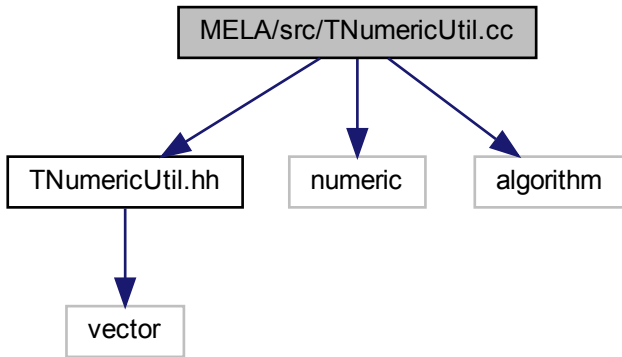 MELA/src/TNumericUtil.cc
TNumericUtil.hh
numeric
algorithm
vector